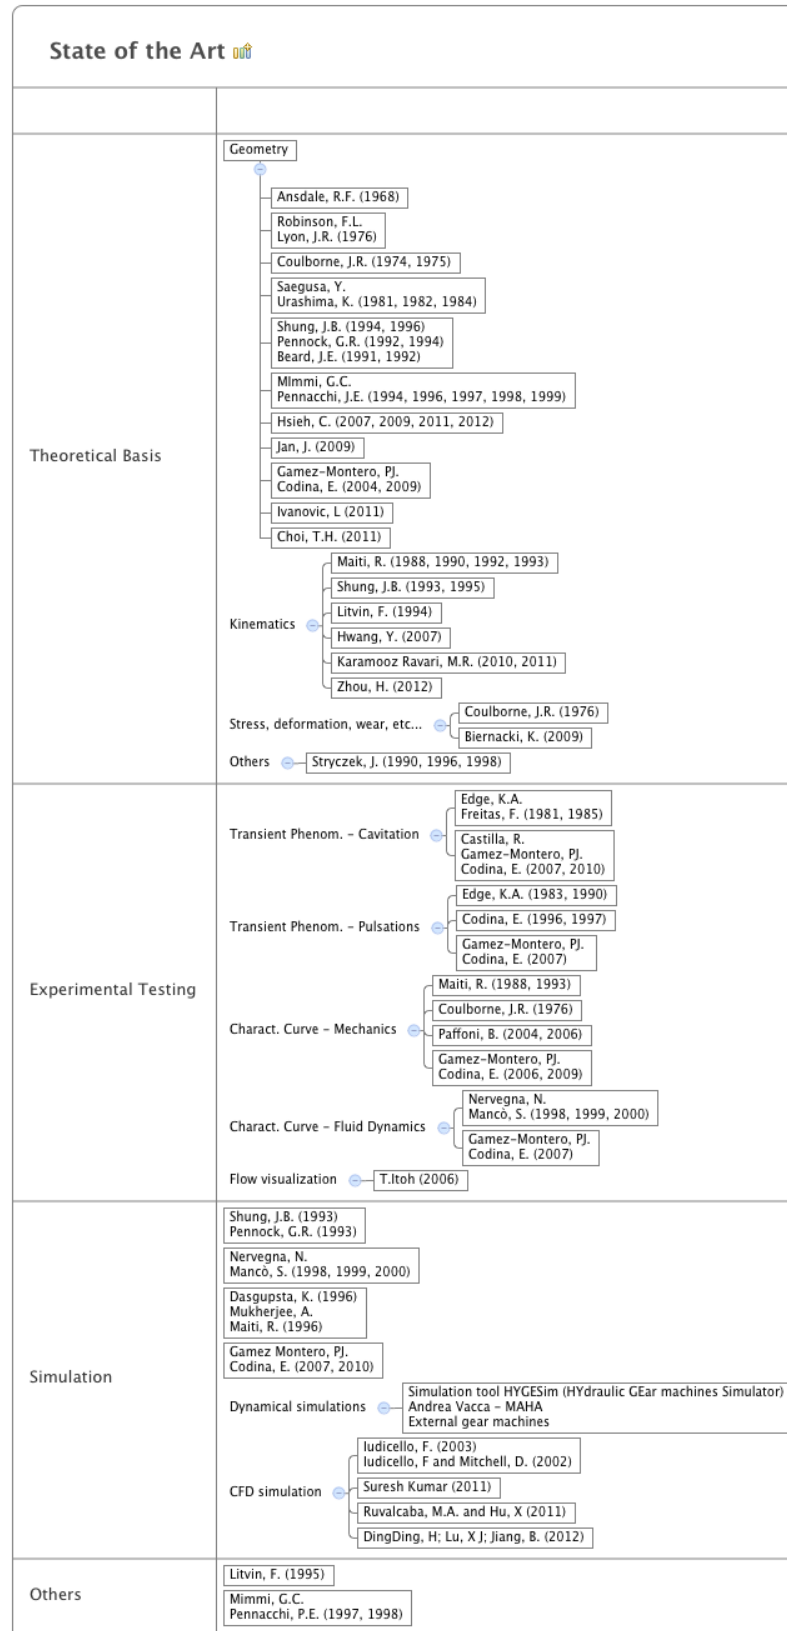 State of the Art
Theoretical Basis
Geometry
Ansdale, R.F. (1968)
Robinson, F.L.
Lyon, J.R. (1976)
Coulborne, J.R. (1974, 1975)
Saegusa, Y.
Urashima, K. (1981, 1982, 1984)
Shung, J.B. (1994, 1996)
Pennock, G.R. (1992, 1994)
Beard, J.E. (1991, 1992)
MImmi, G.C.
Pennacchi, J.E. (1994, 1996, 1997, 1998, 1999)
Hsieh, C. (2007, 2009, 2011, 2012)
Jan, J. (2009)
Gamez-Montero, PJ.
Codina, E. (2004, 2009)
Ivanovic, L (2011)
Choi, T.H. (2011)
Kinematics
Maiti, R. (1988, 1990, 1992, 1993)
Shung, J.B. (1993, 1995)
Litvin, F. (1994)
Hwang, Y. (2007)
Karamooz Ravari, M.R. (2010, 2011)
Zhou, H. (2012)
Stress, deformation, wear, etc...
Coulborne, J.R. (1976)
Biernacki, K. (2009)
Others
Stryczek, J. (1990, 1996, 1998)
Experimental Testing
Transient Phenom. - Cavitation
Edge, K.A.
Freitas, F. (1981, 1985)
Castilla, R.
Gamez-Montero, PJ.
Codina, E. (2007, 2010)
Transient Phenom. - Pulsations
Edge, K.A. (1983, 1990)
Codina, E. (1996, 1997)
Gamez-Montero, PJ.
Codina, E. (2007)
Charact. Curve - Mechanics
Maiti, R. (1988, 1993)
Coulborne, J.R. (1976)
Paffoni, B. (2004, 2006)
Gamez-Montero, PJ.
Codina, E. (2006, 2009)
Charact. Curve - Fluid Dynamics
Nervegna, N.
Mancò, S. (1998, 1999, 2000)
Gamez-Montero, PJ.
Codina, E. (2007)
Flow visualization
T.Itoh (2006)
Simulation
Shung, J.B. (1993)
Pennock, G.R. (1993)
Nervegna, N.
Mancò, S. (1998, 1999, 2000)
Dasgupsta, K. (1996)
Mukherjee, A.
Maiti, R. (1996)
Gamez Montero, PJ.
Codina, E. (2007, 2010)
Dynamical simulations
Simulation tool HYGESim (HYdraulic GEar machines Simulator)
Andrea Vacca - MAHA
External gear machines
CFD simulation
Iudicello, F. (2003)
Iudicello, F and Mitchell, D. (2002)
Suresh Kumar (2011)
Ruvalcaba, M.A. and Hu, X (2011)
DingDing, H; Lu, X J; Jiang, B. (2012)
Others
Litvin, F. (1995)
Mimmi, G.C.
Pennacchi, P.E. (1997, 1998)